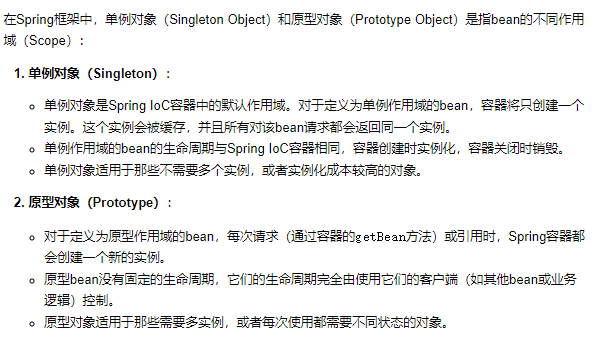 在Spring框架中，单例对象（Singleton Object）和原型对象（Prototype Object）是指bean的不同作用
域（Scope）：
1. 单例对象（Singleton）：
○ 单例对象是Spring IoC容器中的默认作用域。对于定义为单例作用域的bean，容器将只创建一个
实例。这个实例会被缓存，并且所有对该bean请求都会返回同一个实例。
○ 单例作用域的bean的生命周期与Spring IoC容器相同，容器创建时实例化，容器关闭时销毁。
○ 单例对象适用于那些不需要多个实例，或者实例化成本较高的对象。
2. 原型对象（Prototype）：
○ 对于定义为原型作用域的bean，每次请求（通过容器的getBean方法）或引用时，Spring容器都
会创建一个新的实例。
○ 原型bean没有固定的生命周期，它们的生命周期完全由使用它们的客户端（如其他bean或业务
逻辑）控制。
○ 原型对象适用于那些需要多实例，或者每次使用都需要不同状态的对象。